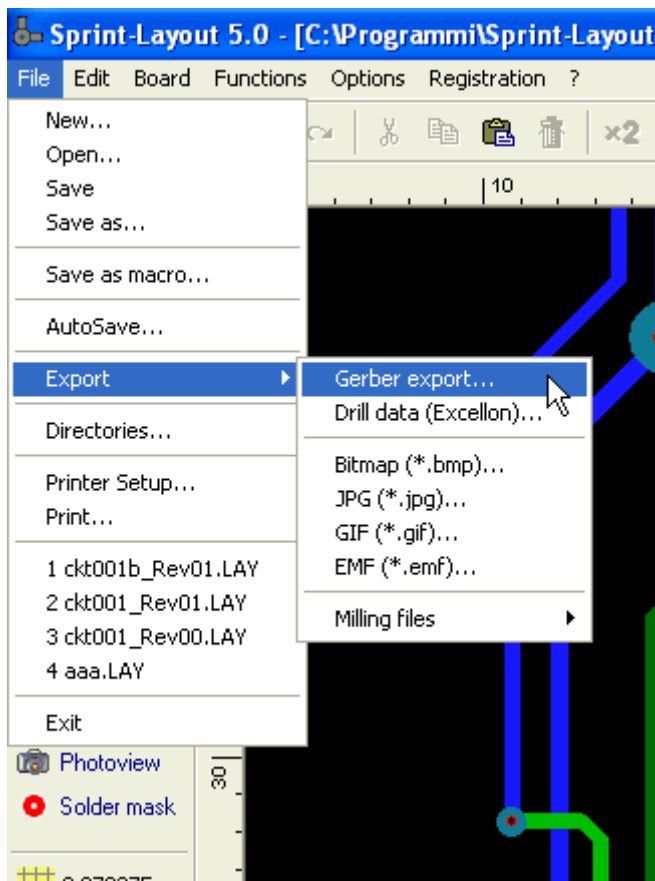 Sprint-Layout 5.0 - [C:\Programmi\Sprint-Layout
File Edit Board Functions Options Registration ?
New...
Open...
Save
Save as...
Save as macro...
AutoSave...
Export
Directories...
Printer Setup...
Print...
1 ckt001b_Rev01.LAY
2 ckt001_Rev01.LAY
3 ckt001_Rev00.LAY
4 aaa.LAY
Exit
Gerber export...
Drill data (Excellon)...
Bitmap (*.bmp)...
JPG (*.jpg)...
GIF (*.gif)...
EMF (*.emf)...
Milling files
×2
10
Photoview
30
Solder mask